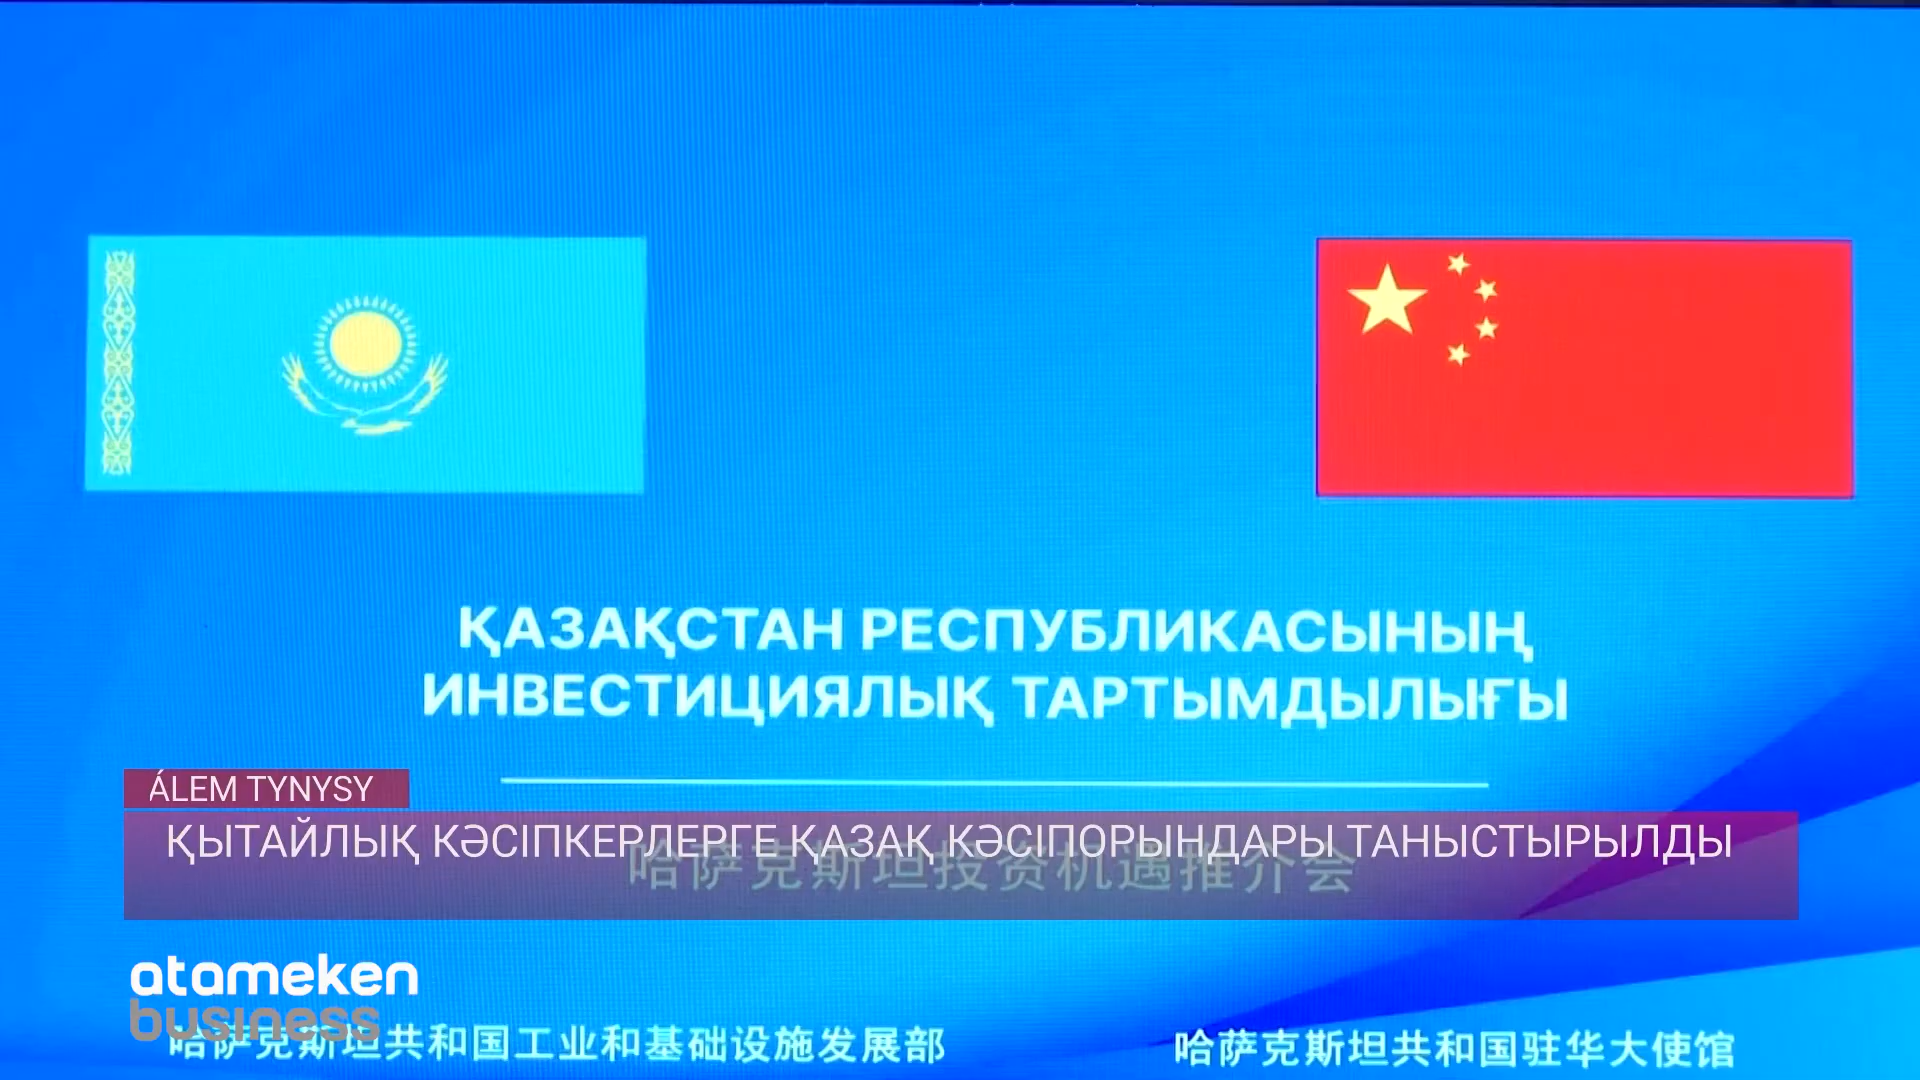 ҚАЗАҚСТАН РЕСПУБЛИКАСЫНЫҢ
ИНВЕСТИЦИЯЛЫҚ ТАРТЫМДЫЛЫҒЫ
ÁLEM TYNYSY
ҚЫТАЙЛЫҚ КӘСІПКЕРЛЕРГЕ ҚАЗАҚ КӘСІПОРЫНДАРЫ ТАНЫСТЫРЫЛДЫ
哈萨克斯坦投资机遇推介会
atameken
business
哈萨克斯坦共和国工业和基础设施发展部
哈萨克斯坦共和国驻华大使馆